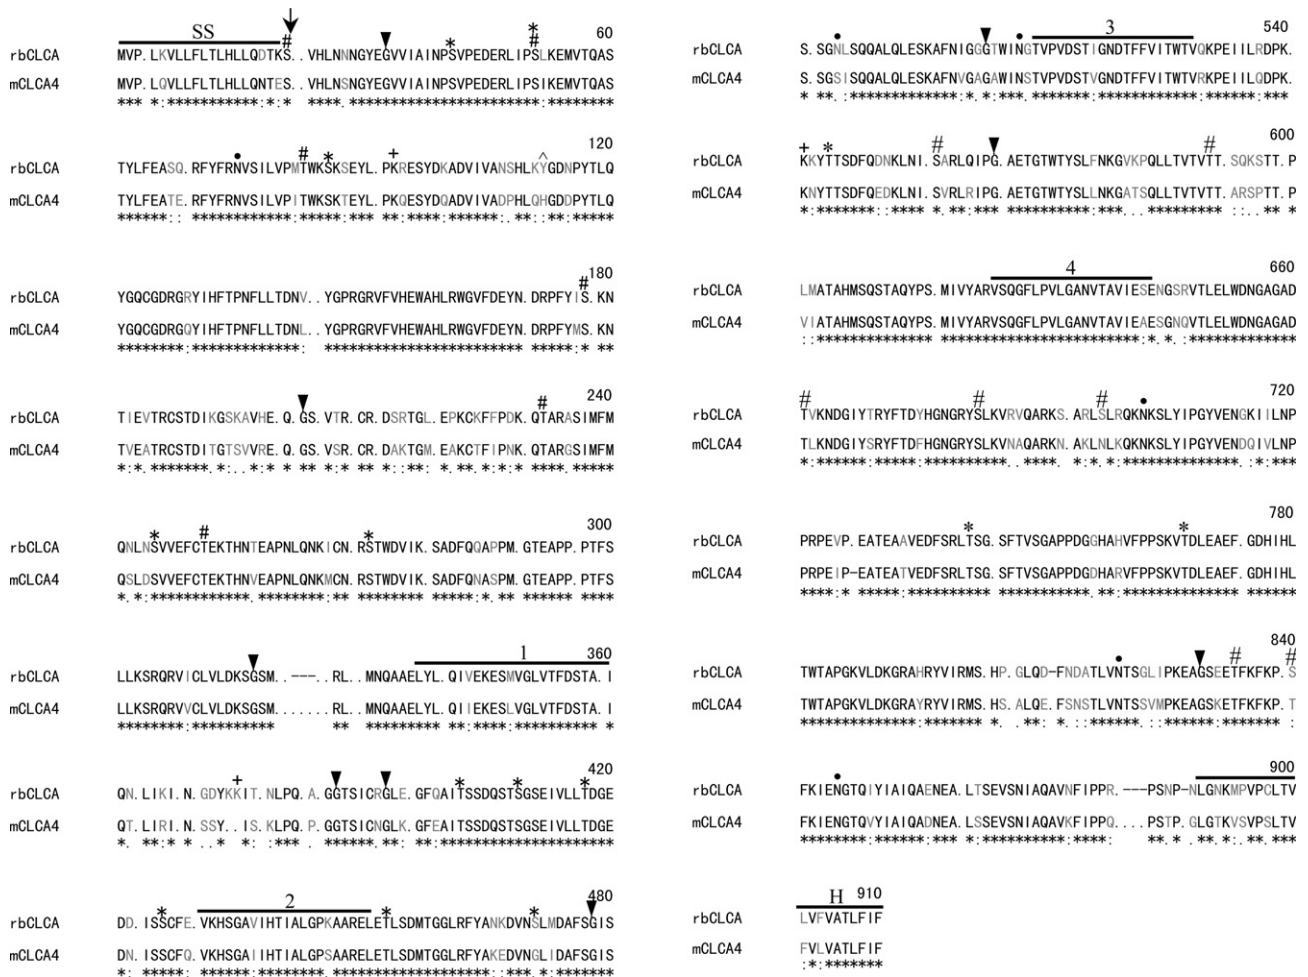 SS 60
rbCLCA MVP.LKVLLFLTLHLLQDTKS..VHLNNNGYEGVVIAINPSVPEDERLIPSLKEMVTQAS
mCLCA4 MVP.LQVLLFLTLHLLQNTES..VHLNSNGYEGVVIAINPSVPEDERLIPSIKEMVTQAS
120
rbCLCA TYLFEASQ.RFYFRNVSILVPMTWKSKSEYL.PKRESYDKADVIVANSHLKYGDNPYTLQ
mCLCA4 TYLFEATE.RFYFRNVSILVPITWKSKTEYL.PKQESYDQADVIVADPHLQHGDDPYTLQ
180
rbCLCA YGQCGDRGRYIHFTPNFLLTDNV..YGPRGRVFVHEWAHLRWGVFDEYN.DRPFYIS.KN
mCLCA4 YGQCGDRGQYIHFTPNFLLTDNL..YGPRGRVFVHEWAHLRWGVFDEYN.DRPFYMS.KN
240
rbCLCA TIEVTRCSTDIKGSKAVHE.Q.GS.VTR.CR.DSRTGL.EPKCKFFPDK.QTARASIMFM
mCLCA4 TVEATRCSTDITGTSVVRE.Q.GS.VSR.CR.DAKTGM.EAKCTFIPNK.QTARGSIMFM
300
rbCLCA QNLNSVVEFCTEKTHNTEAPNLQNKICN.RSTWDVIK.SADFQQAPPM.GTEAPP.PTFS
mCLCA4 QSLDSVVEFCTEKTHNVEAPNLQNKMCN.RSTWDVIK.SADFQNASPM.GTEAPP.PTFS
1 360
rbCLCA LLKSRQRVICLVLDKSGSM..---.RL..MNQAAELYL.QIVEKESMVGLVTFDSTA.I
mCLCA4 LLKSRQRVVCLVLDKSGSM......RL..MNQAAELYL.QIIEKESLVGLVTFDSTA.I
420
rbCLCA QN.LIKI.N.GDYKKIT.NLPQ.A.GGTSICRGLE.GFQAITSSDQSTSGSEIVLLTDGE
mCLCA4 QT.LIRI.N.SSY..IS.KLPQ.P.GGTSICNGLK.GFEAITSSDQSTSGSEIVLLTDGE
2 480
rbCLCA DD.ISSCFE.VKHSGAVIHTIALGPKAARELETLSDMTGGLRFYANKDVNSLMDAFSGIS
mCLCA4 DN.ISSCFQ.VKHSGAIIHTIALGPSAARELETLSDMTGGLRFYAKEDVNGLIDAFSGIS
3 540
rbCLCA S.SGNLSQQALQLESKAFNIGGGTWINGTVPVDSTIGNDTFFVITWTVQKPEIILRDPK.
mCLCA4 S.SGSISQQALQLESKAFNVGAGAWINSTVPVDSTVGNDTFFVITWTVRKPEIILQDPK.
600
rbCLCA KKYTTSDFQDNKLNI.SARLQIPG.AETGTWTYSLFNKGVKPQLLTVTVTT.SQKSTT.P
mCLCA4 KNYTTSDFQEDKLNI.SVRLRIPG.AETGTWTYSLLNKGATSQLLTVTVTT.ARSPTT.P
4 660
rbCLCA LMATAHMSQSTAQYPS.MIVYARVSQGFLPVLGANVTAVIESENGSRVTLELWDNGAGAD
mCLCA4 VIATAHMSQSTAQYPS.MIVYARVSQGFLPVLGANVTAVIEAESGNQVTLELWDNGAGAD
720
rbCLCA TVKNDGIYTRYFTDYHGNGRYSLKVRVQARKS.ARLSLRQKNKSLYIPGYVENGKIILNP
mCLCA4 TLKNDGIYSRYFTDFHGNGRYSLKVNAQARKN.AKLNLKQKNKSLYIPGYVENDQIVLNP
780
rbCLCA PRPEVP.EATEAAVEDFSRLTSG.SFTVSGAPPDGGHAHVFPPSKVTDLEAEF.GDHIHL
mCLCA4 PRPEIP-EATEATVEDFSRLTSG.SFTVSGAPPDGDHARVFPPSKVTDLEAEF.GDHIHL
840
rbCLCA TWTAPGKVLDKGRAHRYVIRMS.HP.GLQD-FNDATLVNTSGLIPKEAGSEETFKFKP.S
mCLCA4 TWTAPGKVLDKGRAYRYVIRMS.HS.ALQE.FSNSTLVNTSSVMPKEAGSKETFKFKP.T
900
rbCLCA FKIENGTQIYIAIQAENEA.LTSEVSNIAQAVNFIPPR.---PSNP-NLGNKMPVPCLTV
mCLCA4 FKIENGTQVYIAIQADNEA.LSSEVSNIAQAVKFIPPQ....PSTP.GLGTKVSVPSLTV
H 910
rbCLCA LVFVATLFIF
mCLCA4 FVLVATLFIF